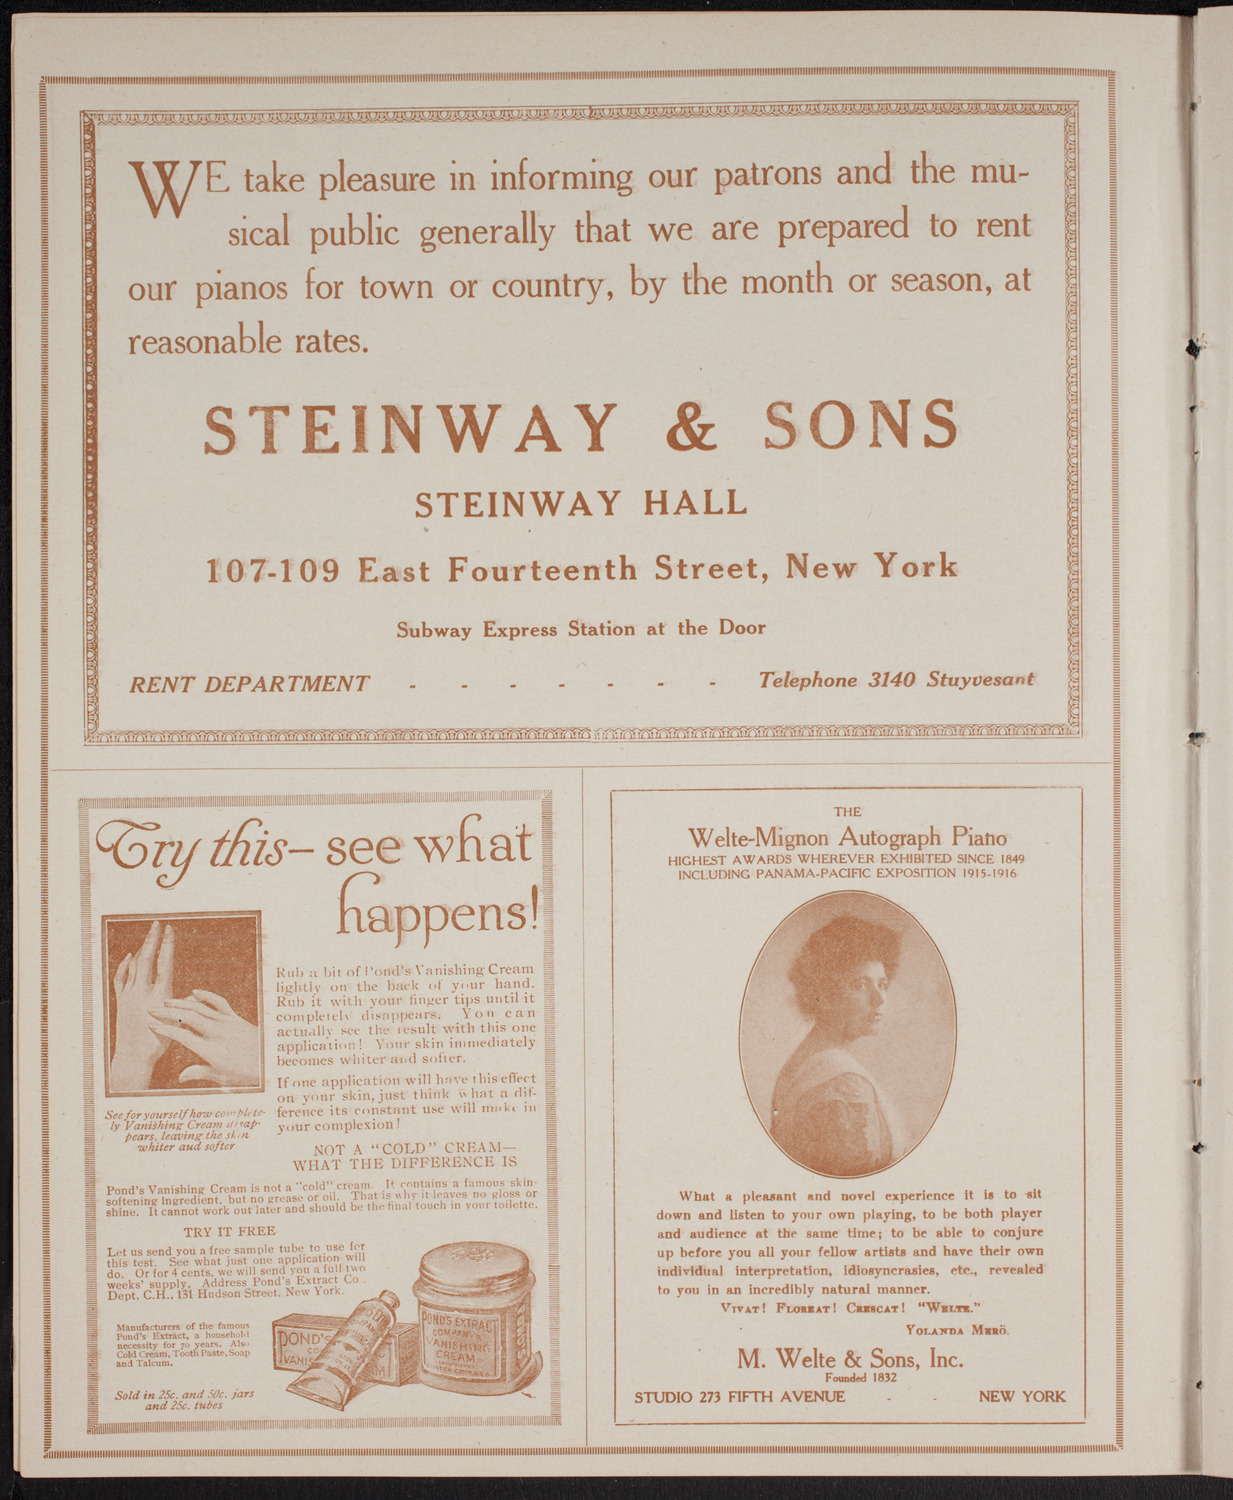 WE take pleasure in informing our patrons and the mu-
sical public generally that we are prepared to rent
our pianos for town or country, by the month or season, at
reasonable rates.
STEINWAY & SONS
STEINWAY HALL
107-109 East Fourteenth Street, New York
Subway Express Station at the Door
RENT DEPARTMENT - - - - - - - Telephone 3140 Stuyvesant
Try this—see what
happens!
Rub a bit of Pond's Vanishing Cream
lightly on the back of your hand.
Rub it with your finger tips until it
completely disappears. You can
actually see the result with this one
application! Your skin immediately
becomes whiter and softer.
If one application will have this effect
on your skin, just think what a dif-
ference its constant use will make in
your complexion!
See for yourself how complete-
ly Vanishing Cream disap-
pears, leaving the skin
whiter and softer
NOT A "COLD" CREAM—
WHAT THE DIFFERENCE IS
Pond's Vanishing Cream is not a "cold" cream. It contains a famous skin-
softening ingredient, but no grease or oil. That is why it leaves no gloss or
shine. It cannot work out later and should be the final touch in your toilette.
TRY IT FREE
Let us send you a free sample tube to use for
this test. See what just one application will
do. Or for 4 cents, we will send you a full two
weeks' supply. Address Pond's Extract Co.,
Dept. C.H., 131 Hudson Street, New York.
Manufacturers of the famous
Pond's Extract, a household
necessity for 70 years. Also
Cold Cream, Tooth Paste, Soap
and Talcum.
Sold in 25c. and 50c. jars
and 25c. tubes
POND'S
VANIS
POND'S EXTRACT
COMPANY'S
VANISHING
CREAM
THE
Welte-Mignon Autograph Piano
HIGHEST AWARDS WHEREVER EXHIBITED SINCE 1849
INCLUDING PANAMA-PACIFIC EXPOSITION 1915-1916
What a pleasant and novel experience it is to sit
down and listen to your own playing, to be both player
and audience at the same time; to be able to conjure
up before you all your fellow artists and have their own
individual interpretation, idiosyncrasies, etc., revealed
to you in an incredibly natural manner.
VIVAT! FLOREAT! CRESCAT! "WELTE."
YOLANDA MERÖ.
M. Welte & Sons, Inc.
Founded 1832
STUDIO 273 FIFTH AVENUE - - NEW YORK